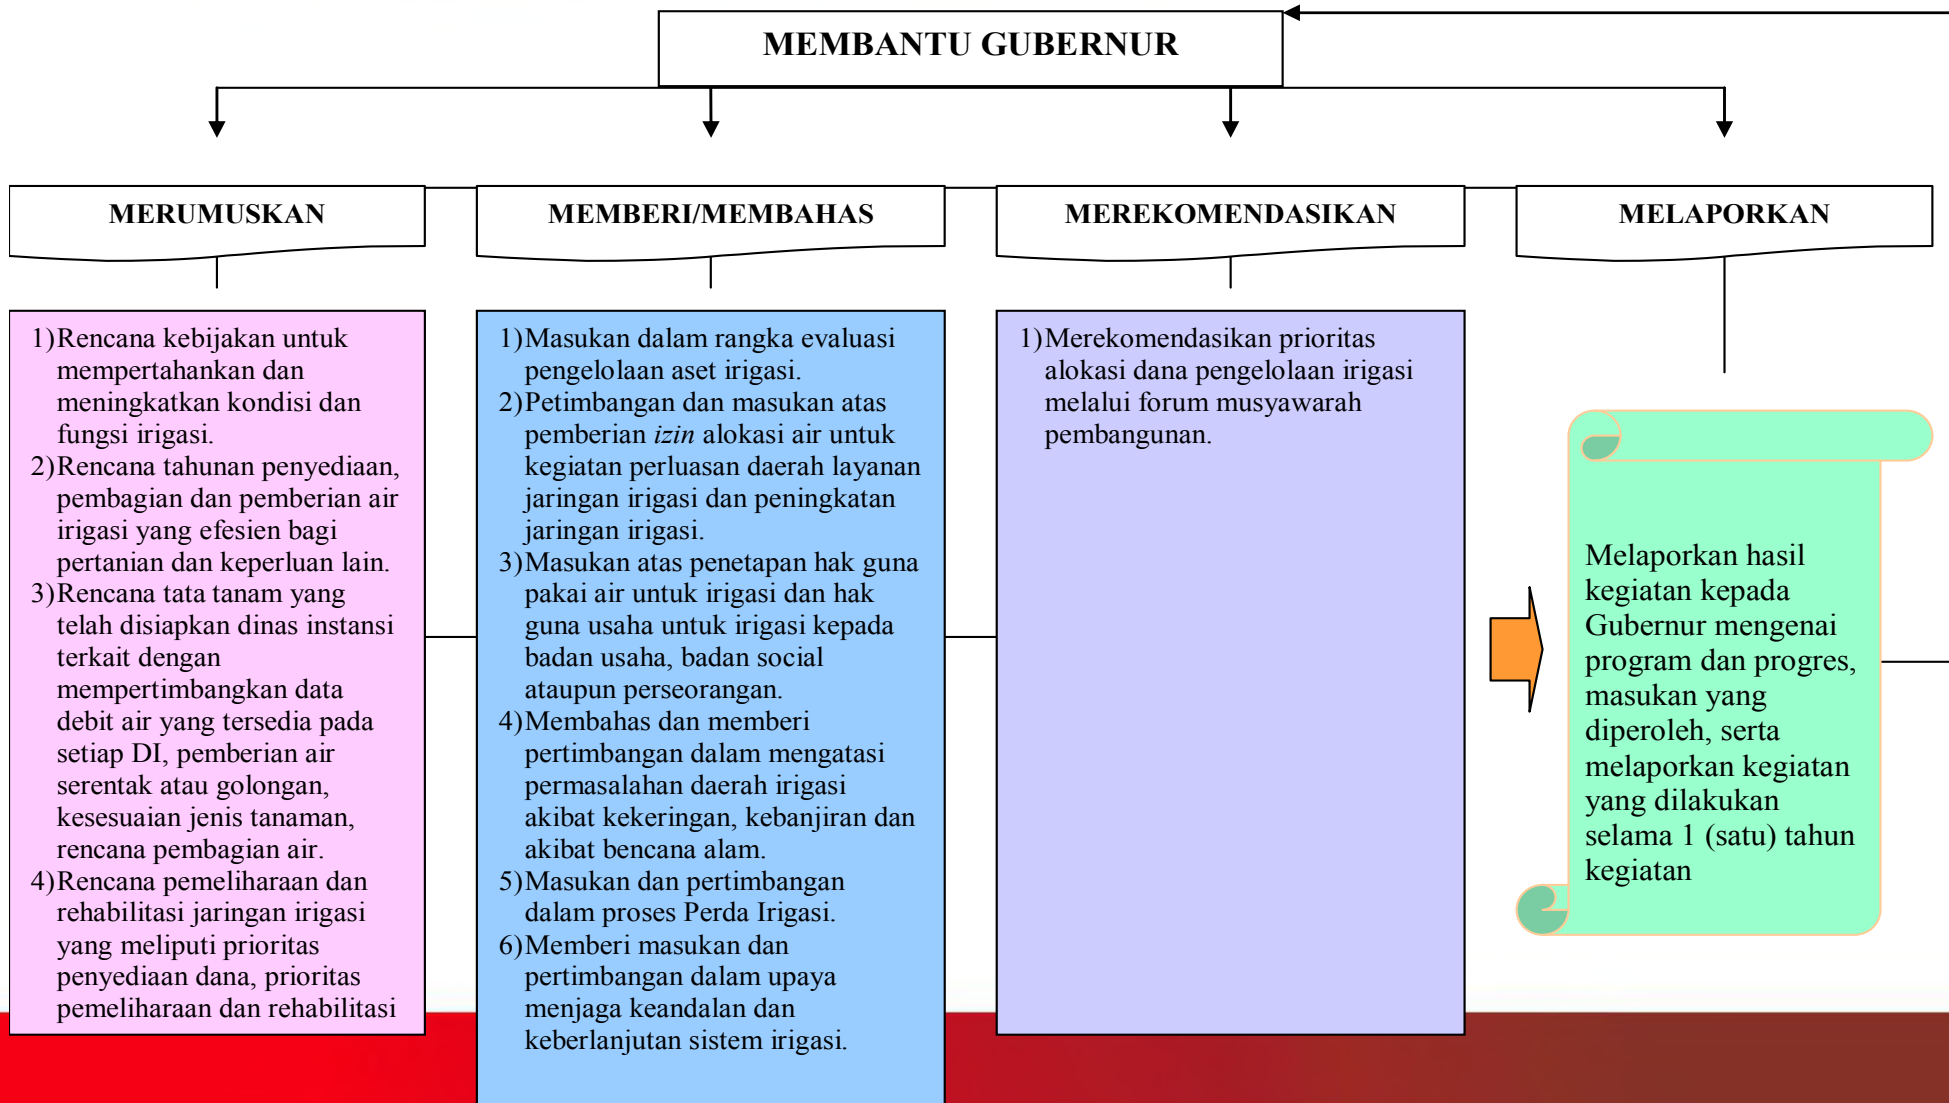 MEMBANTU GUBERNUR
MERUMUSKAN
1)Rencana kebijakan untuk
mempertahankan dan
meningkatkan kondisi dan
fungsi irigasi.
2)Rencana tahunan penyediaan,
pembagian dan pemberian air
irigasi yang efesien bagi
pertanian dan keperluan lain.
3)Rencana tata tanam yang
telah disiapkan dinas instansi
terkait dengan
mempertimbangkan data
debit air yang tersedia pada
setiap DI, pemberian air
serentak atau golongan,
kesesuaian jenis tanaman,
rencana pembagian air.
4)Rencana pemeliharaan dan
rehabilitasi jaringan irigasi
yang meliputi prioritas
penyediaan dana, prioritas
pemeliharaan dan rehabilitasi
MEMBERI/MEMBAHAS
1)Masukan dalam rangka evaluasi
pengelolaan aset irigasi.
2)Petimbangan dan masukan atas
pemberian izin alokasi air untuk
kegiatan perluasan daerah layanan
jaringan irigasi dan peningkatan
jaringan irigasi.
3)Masukan atas penetapan hak guna
pakai air untuk irigasi dan hak
guna usaha untuk irigasi kepada
badan usaha, badan social
ataupun perseorangan.
4)Membahas dan memberi
pertimbangan dalam mengatasi
permasalahan daerah irigasi
akibat kekeringan, kebanjiran dan
akibat bencana alam.
5)Masukan dan pertimbangan
dalam proses Perda Irigasi.
6)Memberi masukan dan
pertimbangan dalam upaya
menjaga keandalan dan
keberlanjutan sistem irigasi.
MEREKOMENDASIKAN
1)Merekomendasikan prioritas
alokasi dana pengelolaan irigasi
melalui forum musyawarah
pembangunan.
MELAPORKAN
Melaporkan hasil
kegiatan kepada
Gubernur mengenai
program dan progres,
masukan yang
diperoleh, serta
melaporkan kegiatan
yang dilakukan
selama 1 (satu) tahun
kegiatan